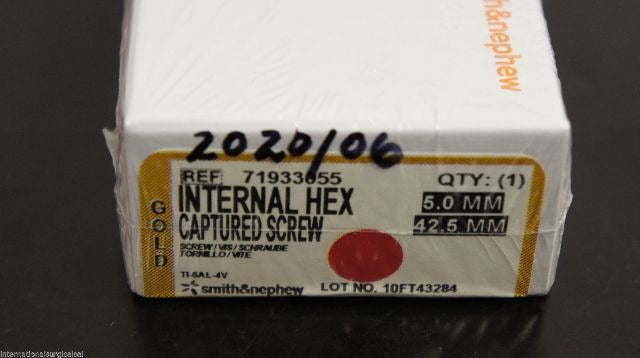 smith&nephew
2020/06
REF 71933055 QTY: (1)
INTERNAL HEX 5.0 MM
CAPTURED SCREW 42.5 MM
SCREW/VIS/SCHRAUBE
TORNILLO/VITE
GOLD
TI-6AL-4V
smith&nephew LOT NO. 10FT43284
internationalsurgicalsel